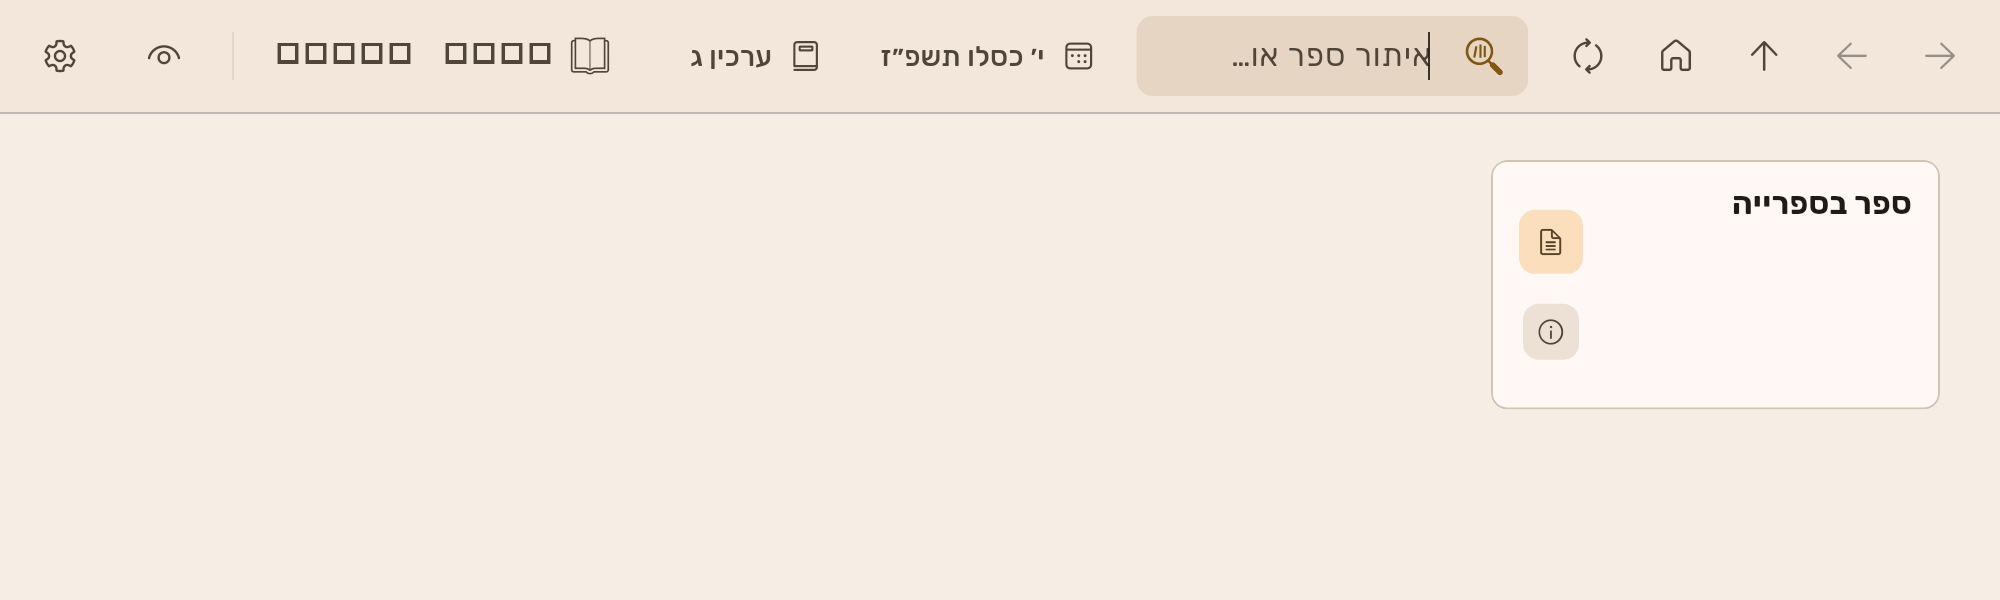 איתור ספר או...
י׳ כסלו תשפ״ז
ערכין ג
ספר בספרייה